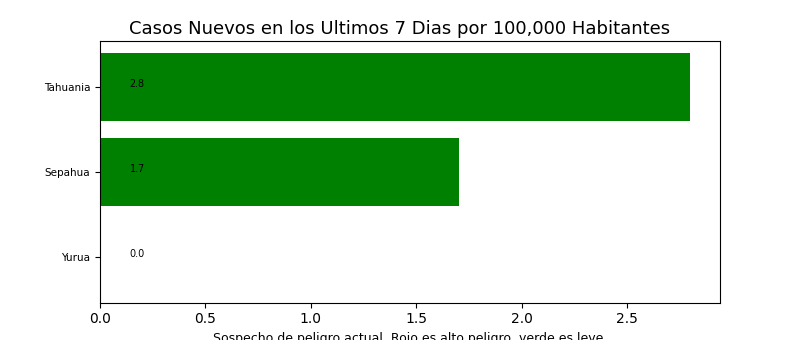 Casos Nuevos en los Ultimos 7 Dias por 100,000 Habitantes
Tahuania
2.8
Sepahua
1.7
Yurua
0.0
0.0 0.5 1.0 1.5 2.0 2.5
Sospecho de peligro actual. Rojo es alto peligro, verde es leve